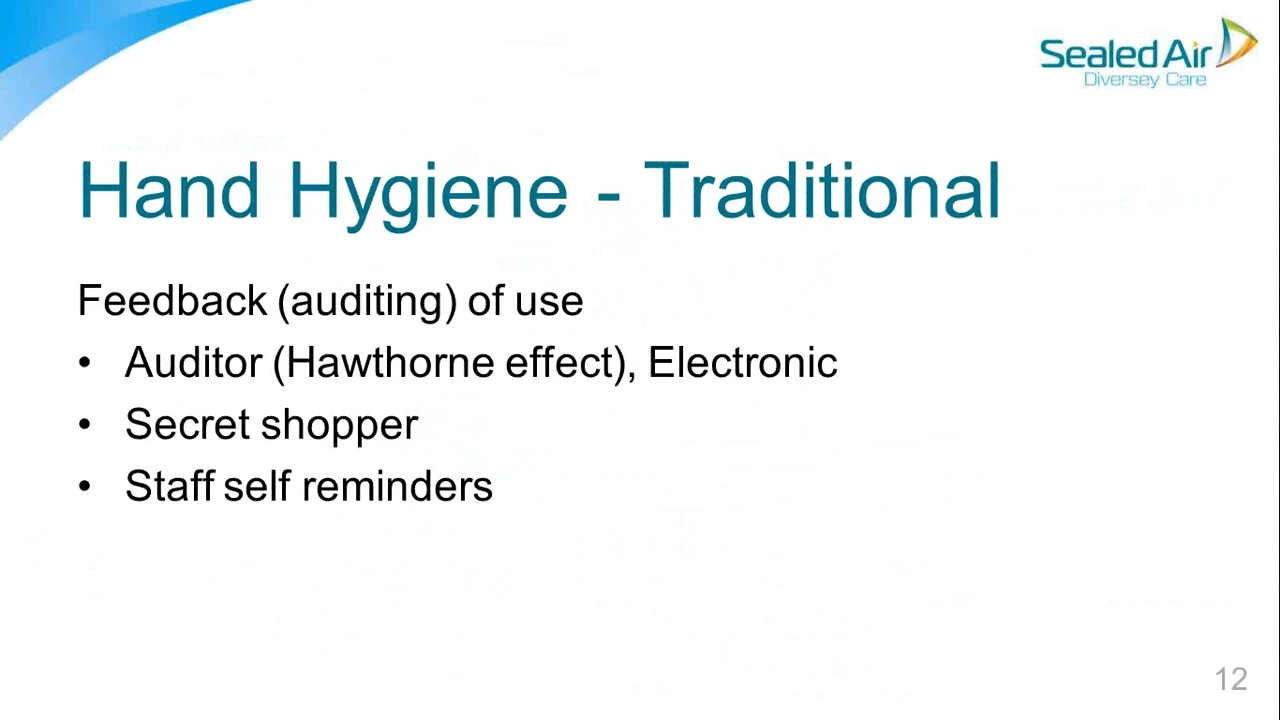 Sealed Air
Diversey Care
Hand Hygiene - Traditional
Feedback (auditing) of use
• Auditor (Hawthorne effect), Electronic
• Secret shopper
• Staff self reminders
12